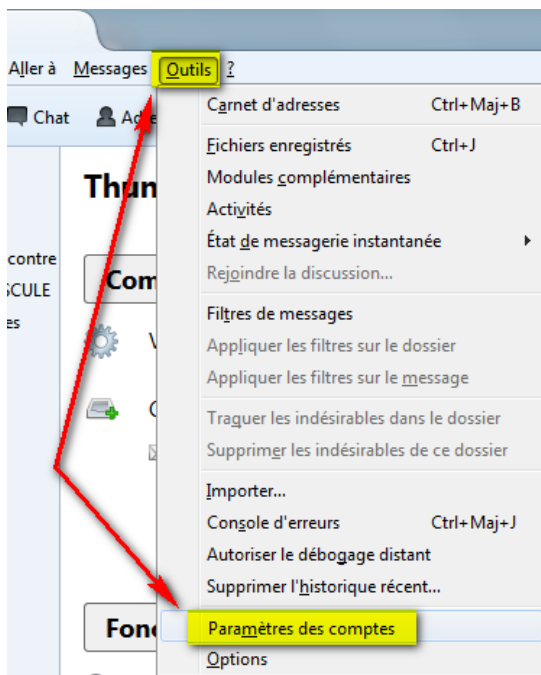 Aller à Messages Outils ?
Chat
Carnet d'adresses Ctrl+Maj+B
Fichiers enregistrés Ctrl+J
Modules complémentaires
Activités
État de messagerie instantanée
Rejoindre la discussion...
contre
SCULE
es
Filtres de messages
Appliquer les filtres sur le dossier
Appliquer les filtres sur le message
Traquer les indésirables dans le dossier
Supprimer les indésirables de ce dossier
Importer...
Console d'erreurs Ctrl+Maj+J
Autoriser le débogage distant
Supprimer l'historique récent...
Paramètres des comptes
Options